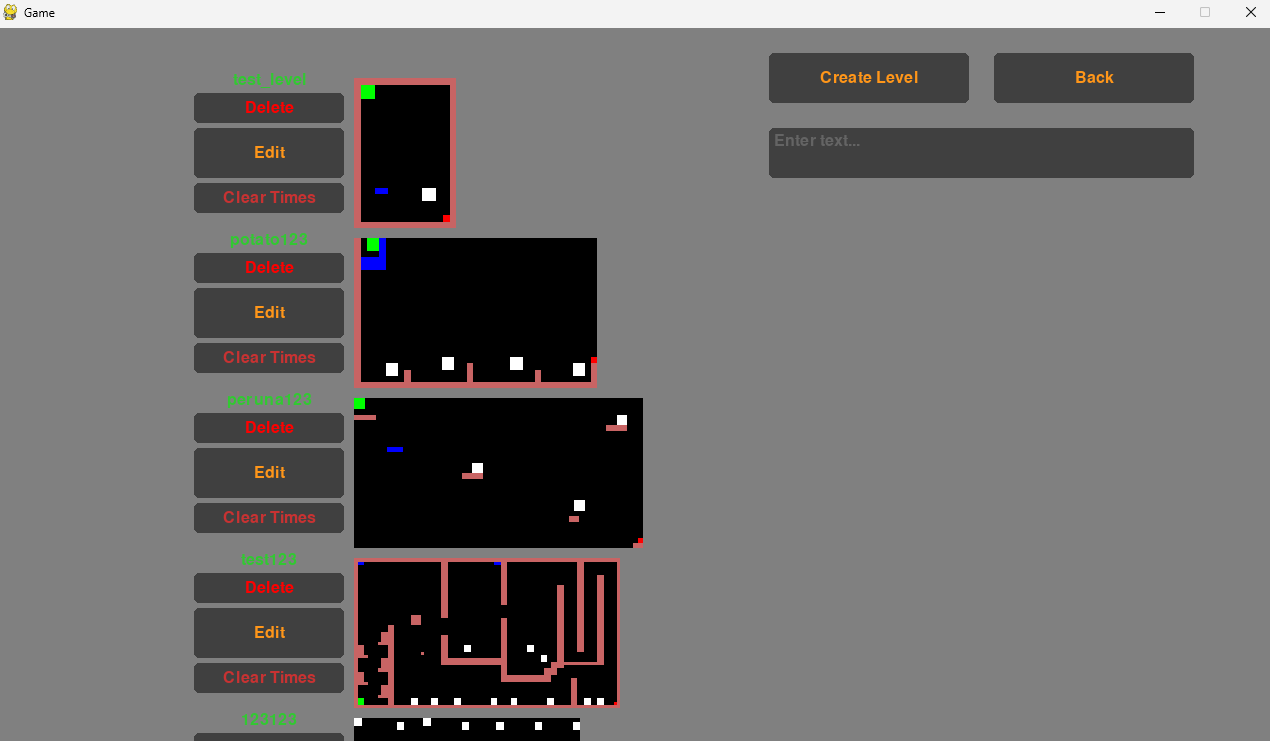 Game
Create Level
Back
Enter text...
test_level
Delete
Edit
Clear Times
potato123
Delete
Edit
Clear Times
peruna123
Delete
Edit
Clear Times
test123
Delete
Edit
Clear Times
123123